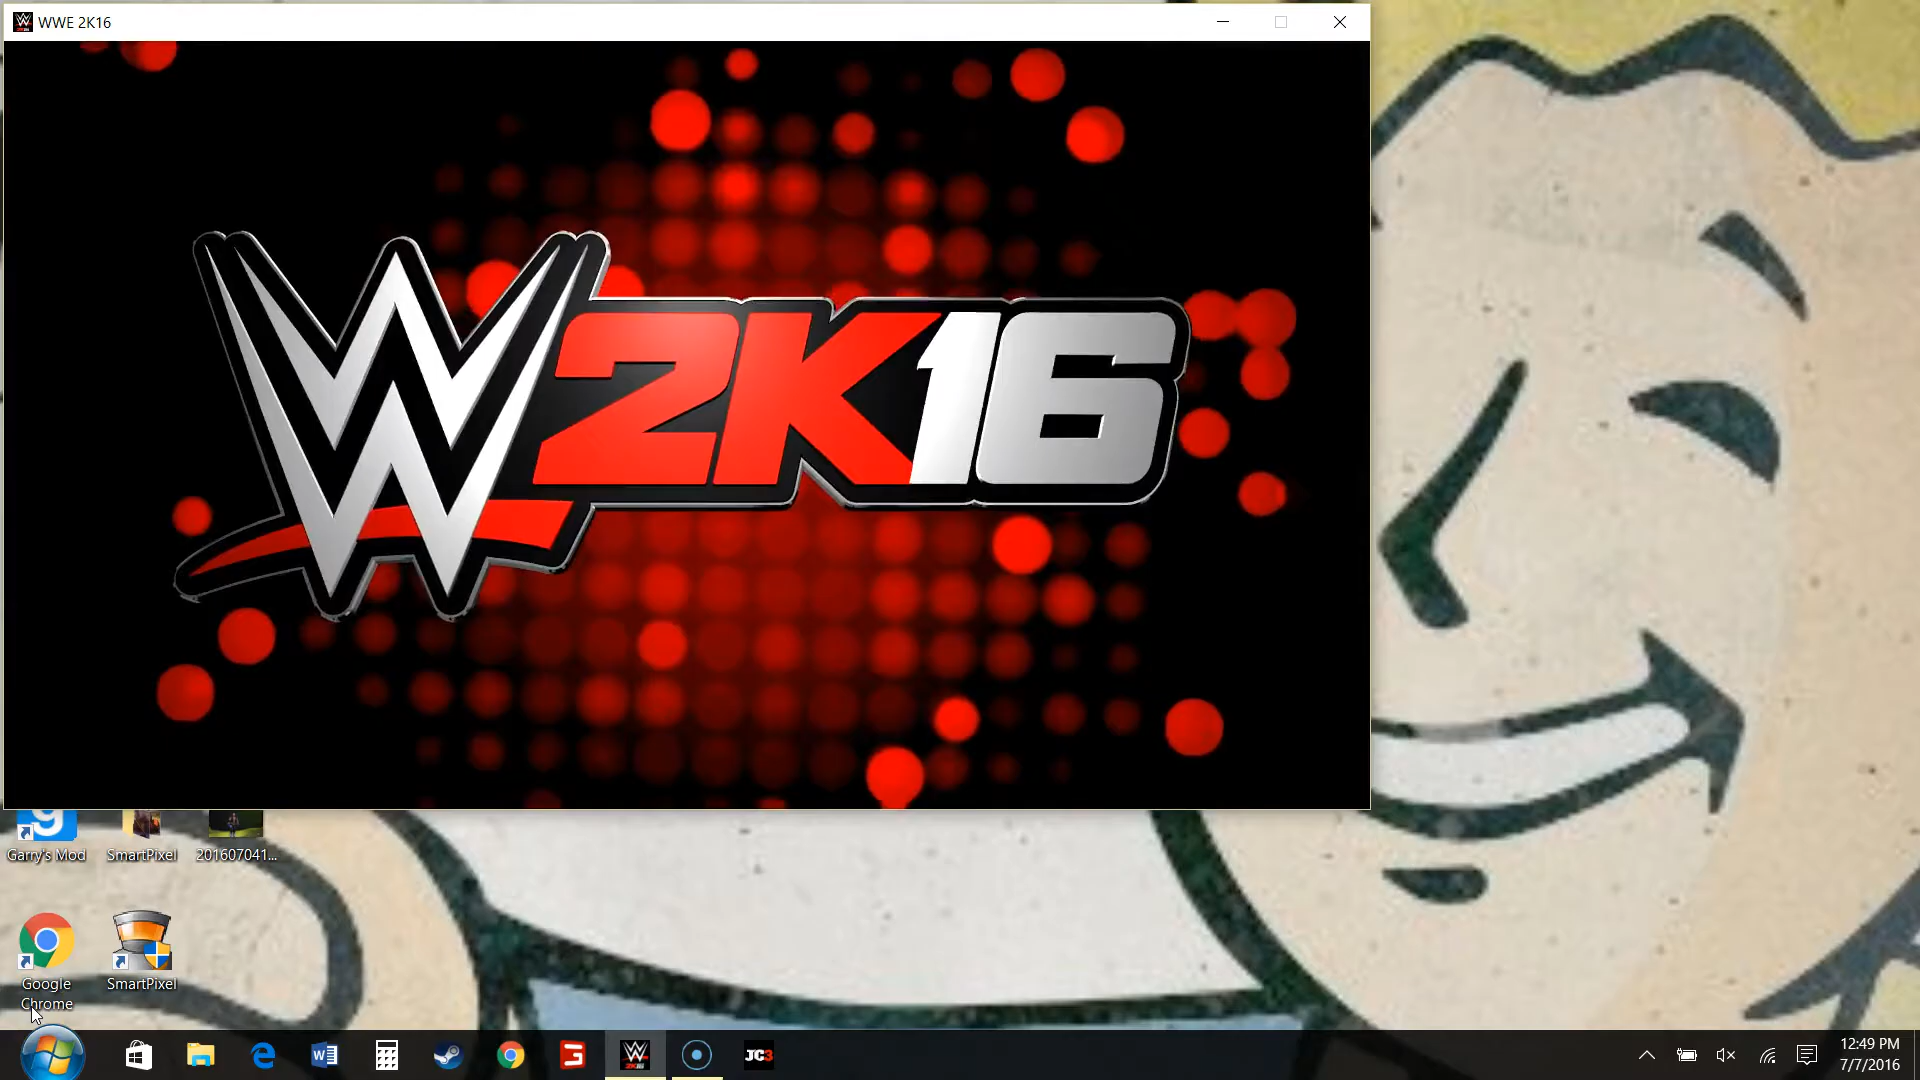 WWE 2K16
2K16
Garry's Mod
SmartPixel
201607041...
Google
Chrome
SmartPixel
JC3
12:49 PM
7/7/2016